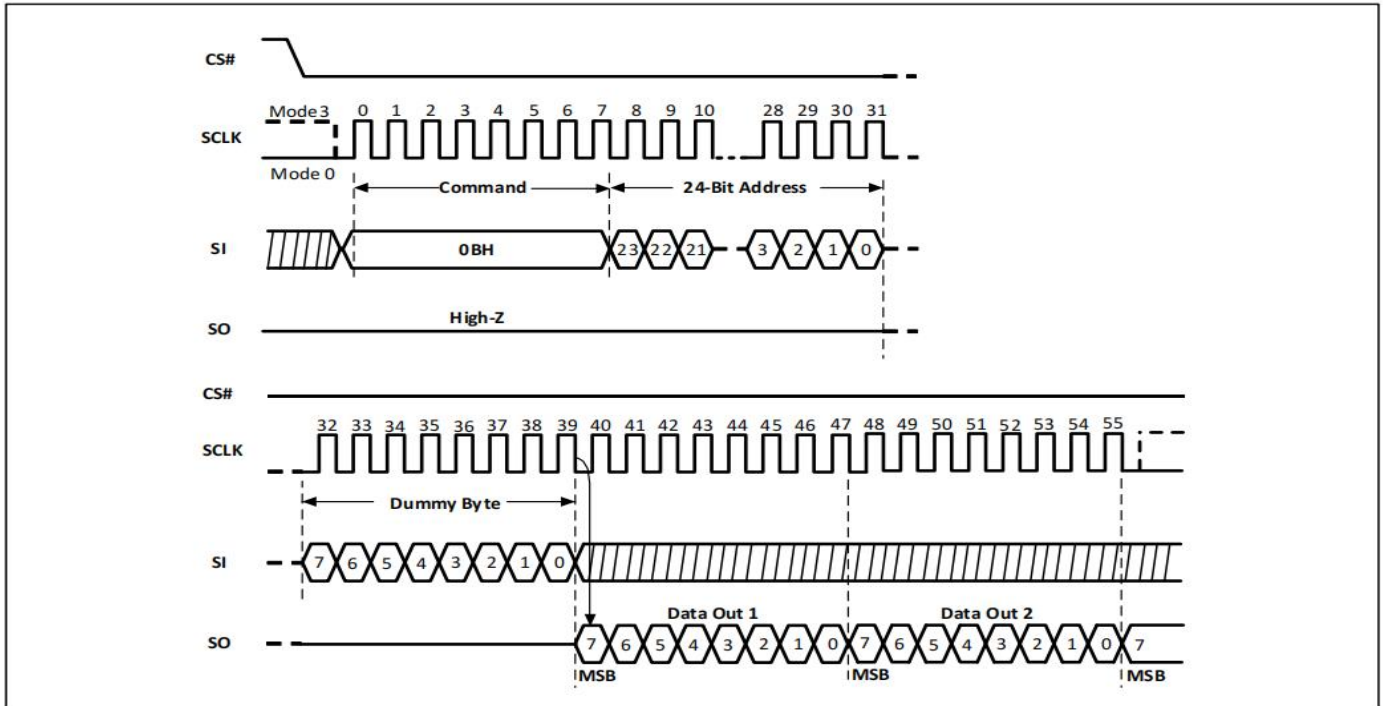 CS#
Mode 3 0 1 2 3 4 5 6 7 8 9 10 28 29 30 31
SCLK
Mode 0
Command 24-Bit Address
SI 0BH 23 22 21 3 2 1 0
High-Z
SO
CS#
32 33 34 35 36 37 38 39 40 41 42 43 44 45 46 47 48 49 50 51 52 53 54 55
SCLK
Dummy Byte
SI 7 6 5 4 3 2 1 0
Data Out 1 Data Out 2
SO 7 6 5 4 3 2 1 0 7 6 5 4 3 2 1 0 7
MSB MSB MSB